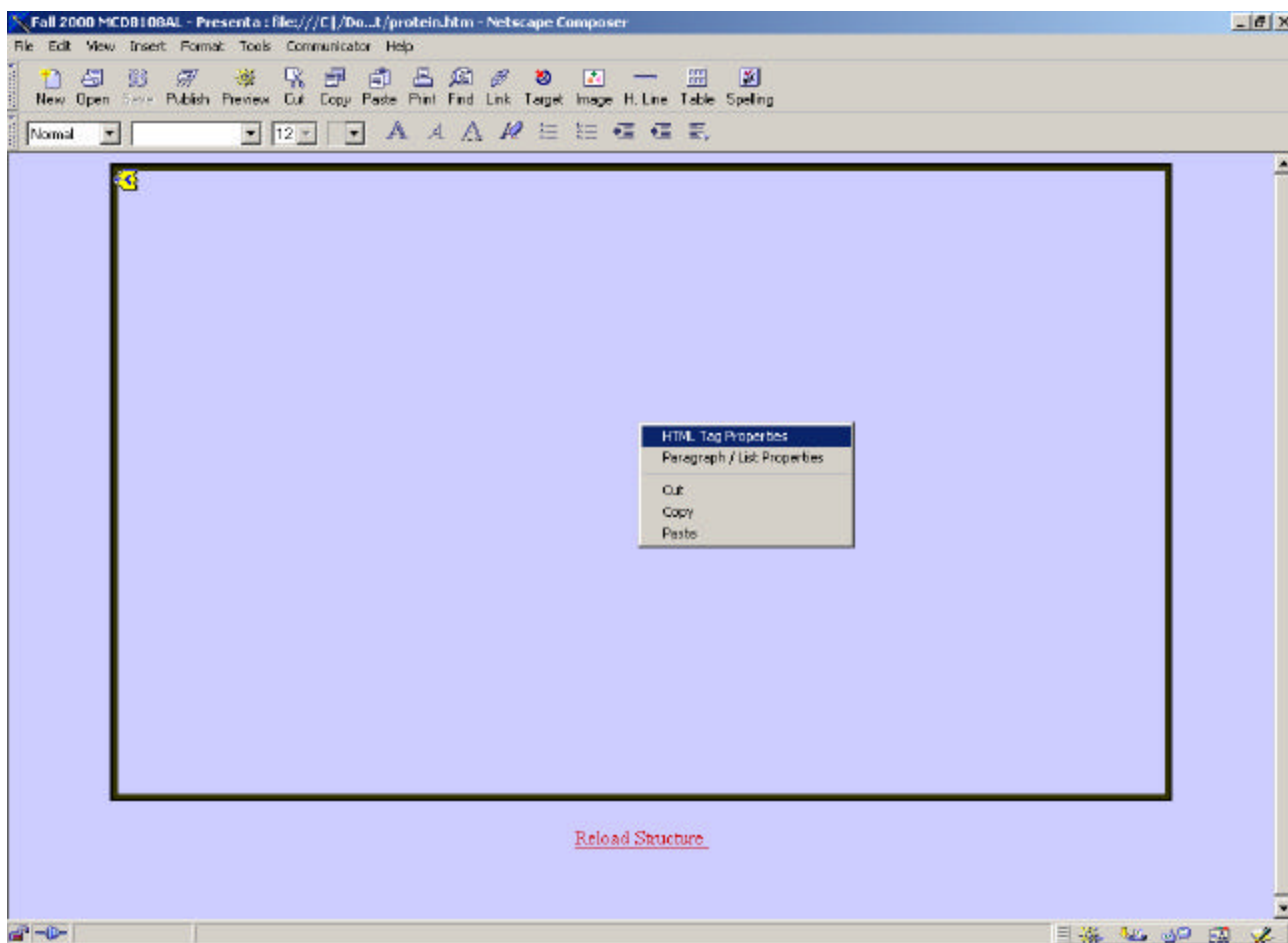 Fall 2000 MCDB108AL - Presenta : file:///C|/Do...t/protein.htm - Netscape Composer
File Edit View Insert Format Tools Communicator Help
New Open Save Publish Preview Cut Copy Paste Print Find Link Target Image H. Line Table Spelling
Normal 12
HTML Tag Properties
Paragraph / List Properties
Cut
Copy
Paste
Reload Structure